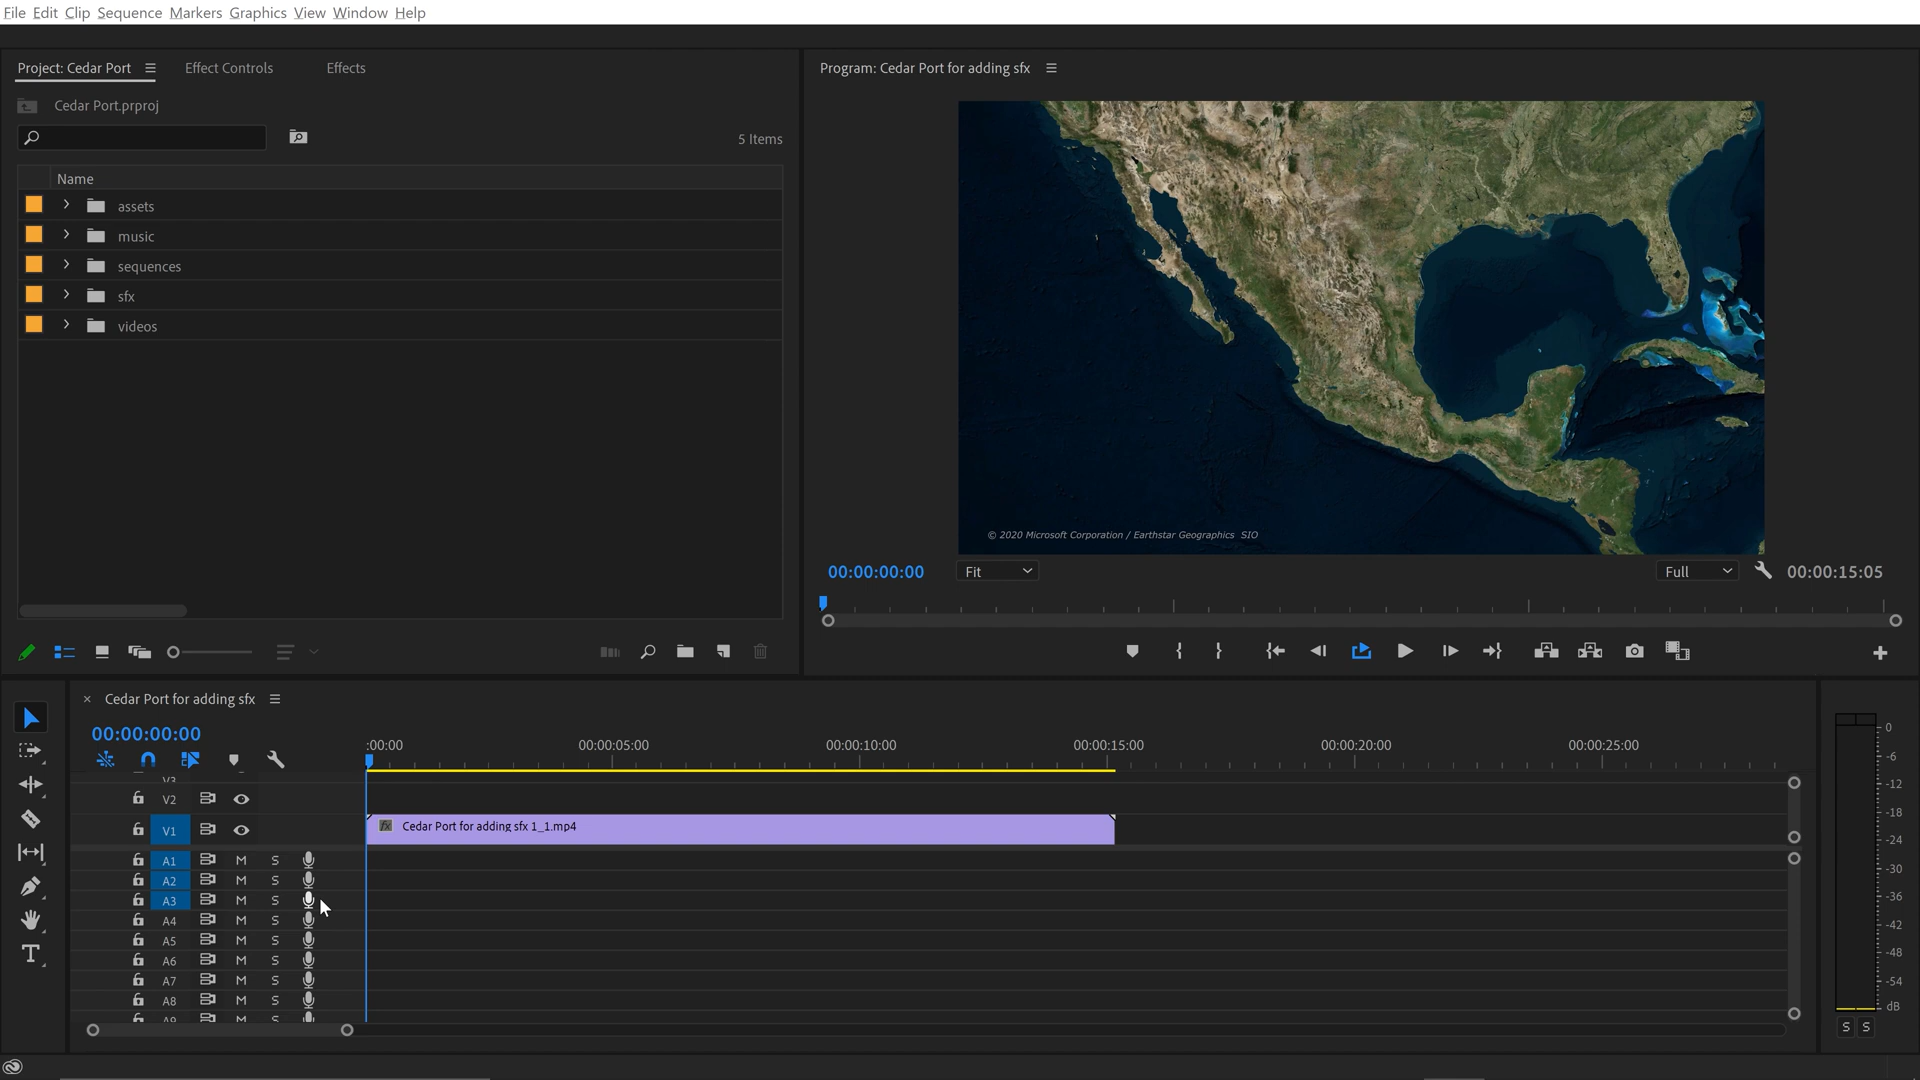 File Edit Clip Sequence Markers Graphics View Window Help
Project: Cedar Port Effect Controls Effects
Program: Cedar Port for adding sfx
Cedar Port.prproj
5 Items
Name
assets
music
sequences
sfx
videos
© 2020 Microsoft Corporation / Earthstar Geographics SIO
00:00:00:00 Fit Full 00:00:15:05
Cedar Port for adding sfx
00:00:00:00
:00:00 00:00:05:00 00:00:10:00 00:00:15:00 00:00:20:00 00:00:25:00
V3
V2
V1 fx Cedar Port for adding sfx 1_1.mp4
A1 M S
A2 M S
A3 M S
A4 M S
A5 M S
A6 M S
A7 M S
A8 M S
A9 M S
0
-6
-12
-18
-24
-30
-36
-42
-48
-54
dB
S S
T